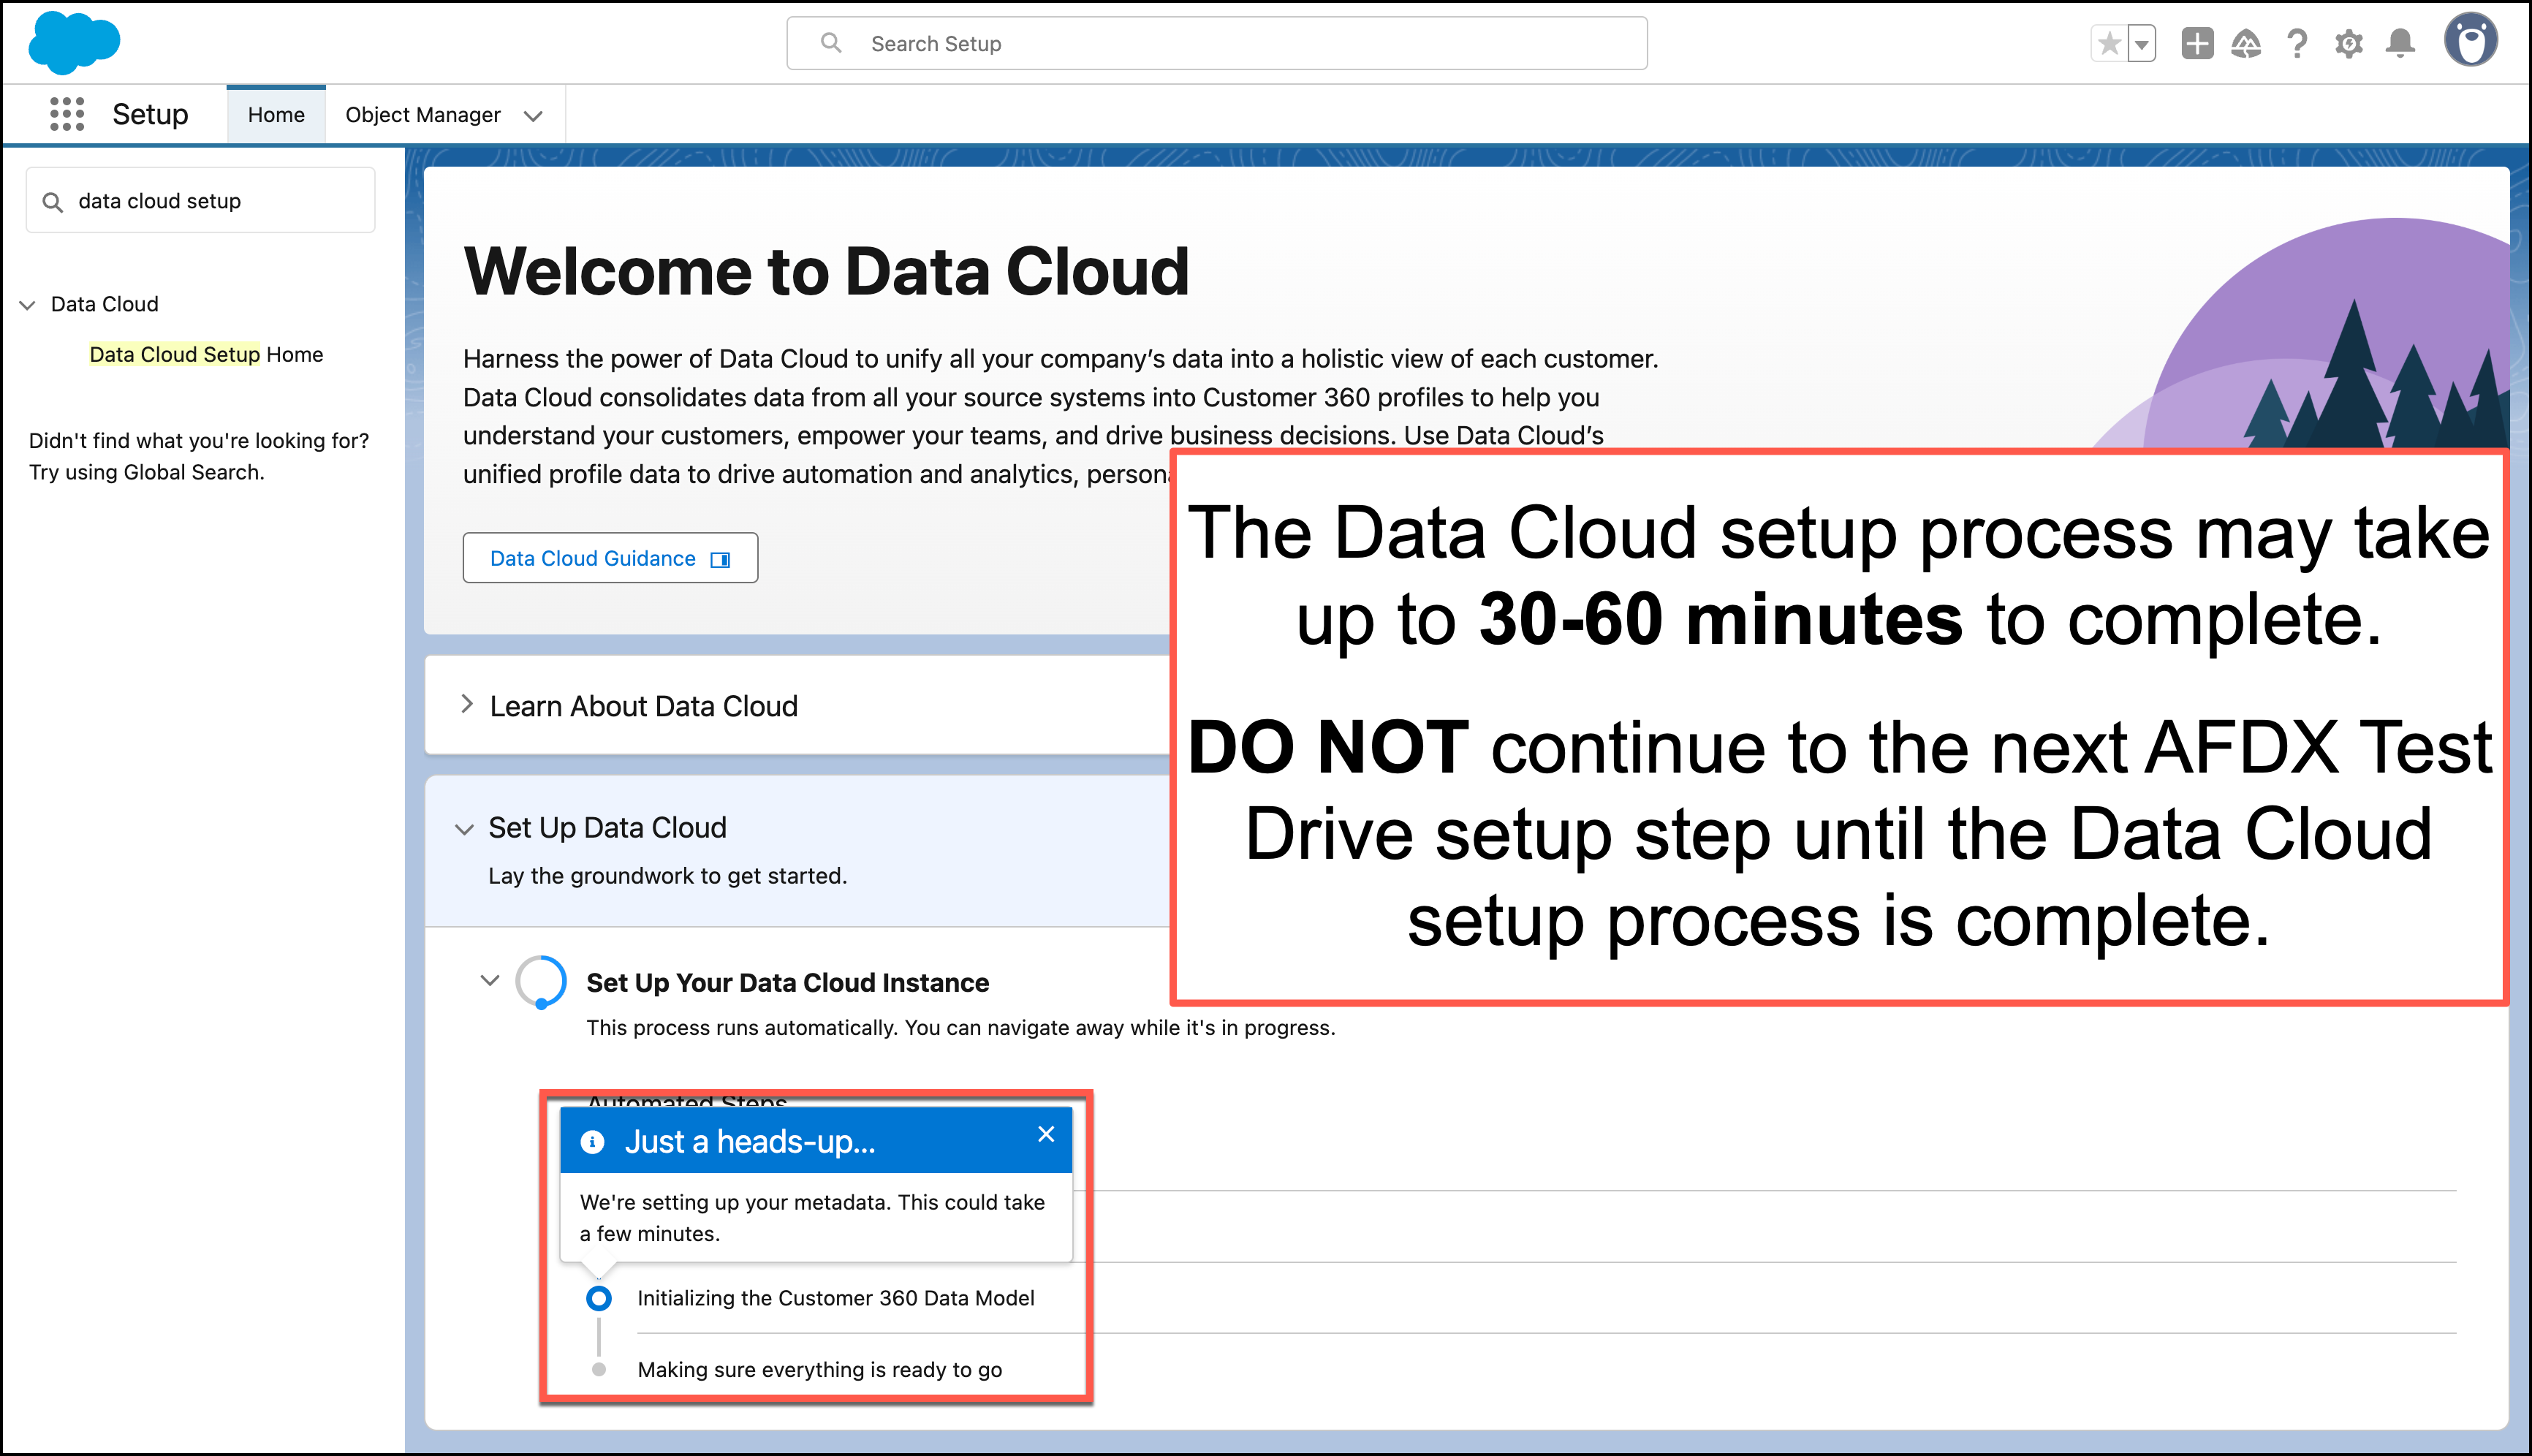 Search Setup
Setup
Home
Object Manager
data cloud setup
Data Cloud
Data Cloud Setup Home
Didn't find what you're looking for?
Try using Global Search.
Welcome to Data Cloud
Harness the power of Data Cloud to unify all your company’s data into a holistic view of each customer.
Data Cloud consolidates data from all your source systems into Customer 360 profiles to help you
understand your customers, empower your teams, and drive business decisions. Use Data Cloud’s
unified profile data to drive automation and analytics,
Data Cloud Guidance
The Data Cloud setup process may take
up to 30-60 minutes to complete.
DO NOT continue to the next AFDX Test
Drive setup step until the Data Cloud
setup process is complete.
Learn About Data Cloud
Set Up Data Cloud
Lay the groundwork to get started.
Set Up Your Data Cloud Instance
This process runs automatically. You can navigate away while it's in progress.
Automated Steps
Just a heads-up...
We're setting up your metadata. This could take
a few minutes.
Initializing the Customer 360 Data Model
Making sure everything is ready to go